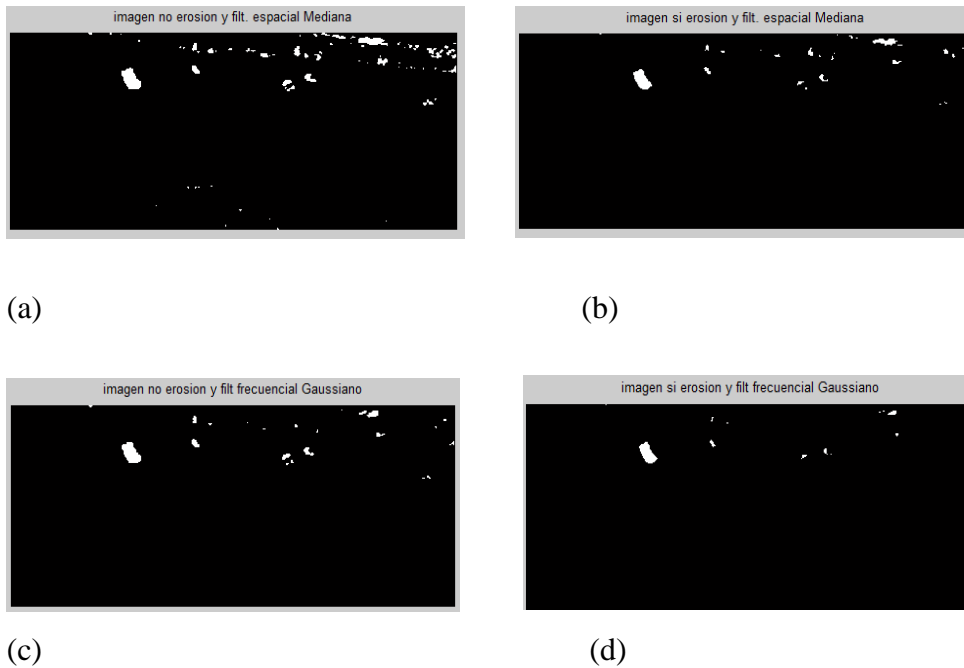 imagen no erosion y filt. espacial Mediana
imagen si erosion y filt. espacial Mediana
(a)
(b)
imagen no erosion y filt frecuencial Gaussiano
imagen si erosion y filt frecuencial Gaussiano
(c)
(d)